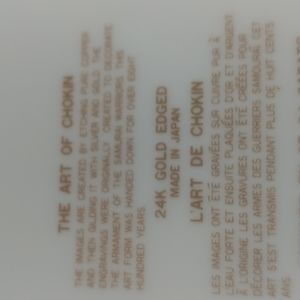 THE ART OF CHOKIN
THE IMAGES ARE CREATED BY ETCHING PURE COPPER
AND THEN GILDING IT WITH SILVER AND GOLD. THE
ENGRAVINGS WERE ORIGINALLY CREATED TO DECORATE
THE ARMAMENT OF THE SAMURAI WARRIORS. THIS
ART FORM WAS HANDED DOWN FOR OVER EIGHT
HUNDRED YEARS.
24K GOLD EDGED
MADE IN JAPAN
L'ART DE CHOKIN
LES IMAGES ONT ÉTÉ GRAVÉES SUR CUIVRE PUR À
L'EAU FORTE ET ENSUITE PLAQUÉES D'OR ET D'ARGENT.
À L'ORIGINE LES GRAVURES ONT ÉTÉ CRÉÉES POUR
DÉCORER LES ARMES DES GUERRIERS SAMOURAÏ. CET
ART S'EST TRANSMIS PENDANT PLUS DE HUIT CENTS
ANS